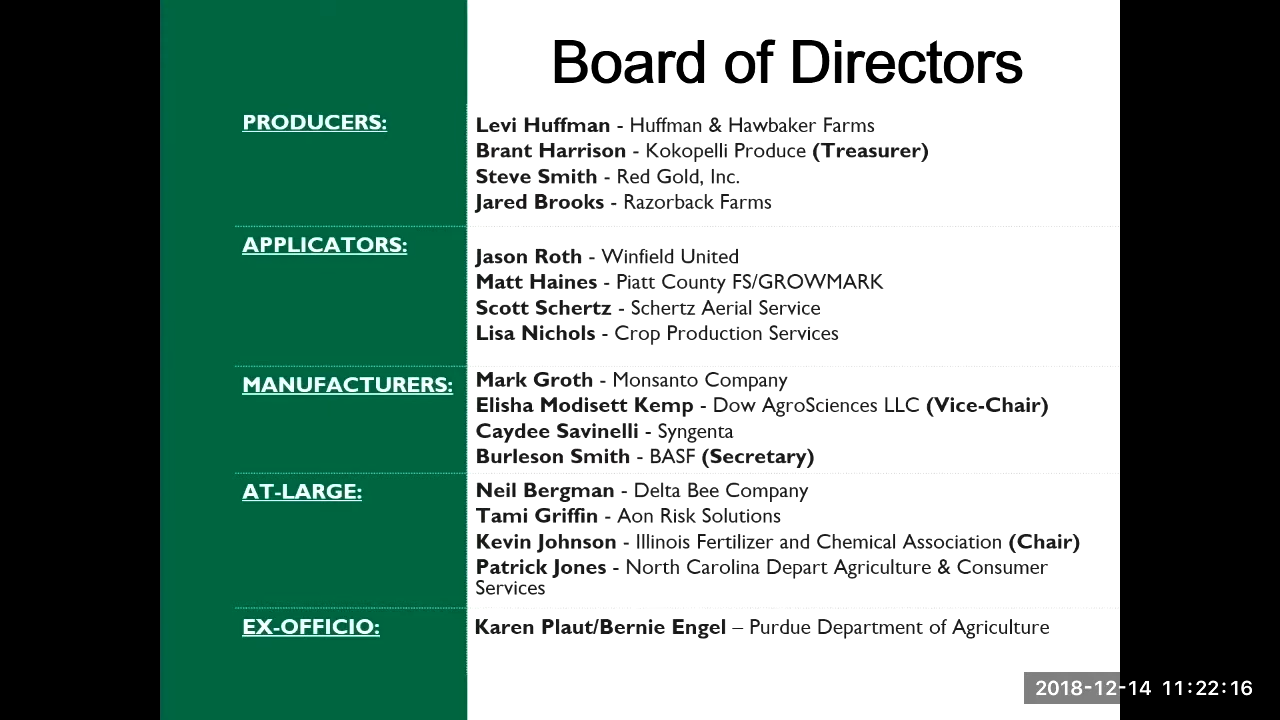 Board of Directors
PRODUCERS:
Levi Huffman - Huffman & Hawbaker Farms
Brant Harrison - Kokopelli Produce (Treasurer)
Steve Smith - Red Gold, Inc.
Jared Brooks - Razorback Farms
APPLICATORS:
Jason Roth - Winfield United
Matt Haines - Piatt County FS/GROWMARK
Scott Schertz - Schertz Aerial Service
Lisa Nichols - Crop Production Services
MANUFACTURERS:
Mark Groth - Monsanto Company
Elisha Modisett Kemp - Dow AgroSciences LLC (Vice-Chair)
Caydee Savinelli - Syngenta
Burleson Smith - BASF (Secretary)
AT-LARGE:
Neil Bergman - Delta Bee Company
Tami Griffin - Aon Risk Solutions
Kevin Johnson - Illinois Fertilizer and Chemical Association (Chair)
Patrick Jones - North Carolina Depart Agriculture & Consumer
Services
EX-OFFICIO:
Karen Plaut/Bernie Engel – Purdue Department of Agriculture
2018-12-14 11:22:16